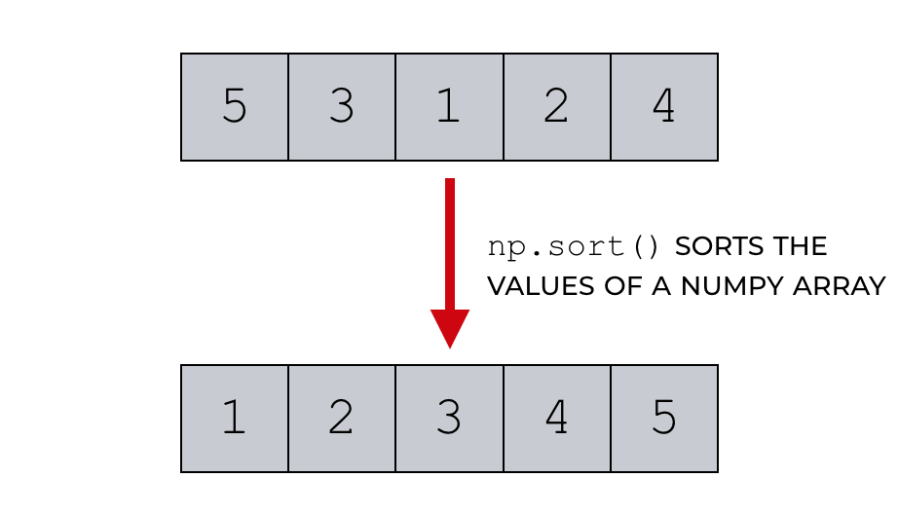 5 3 1 2 4
np.sort() SORTS THE
VALUES OF A NUMPY ARRAY
1 2 3 4 5